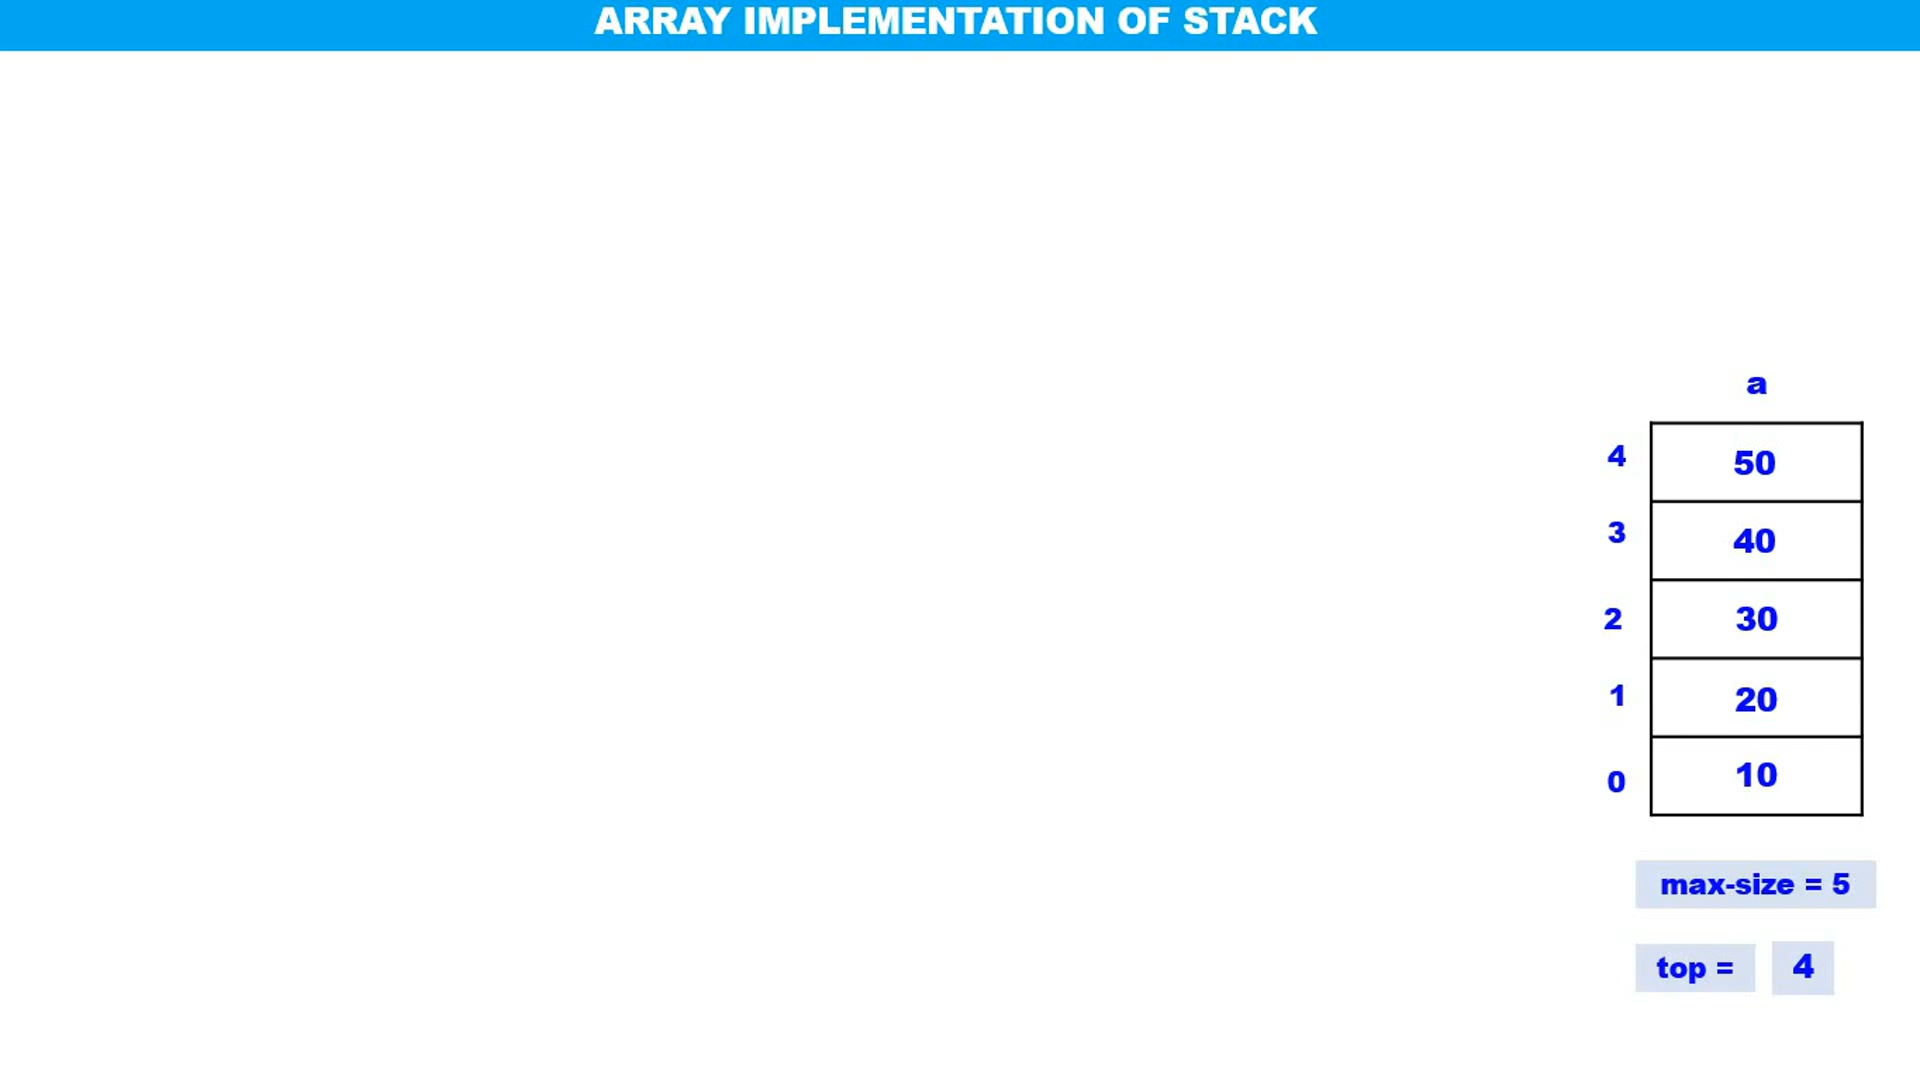 ARRAY IMPLEMENTATION OF STACK
a
4 50
3 40
2 30
1 20
0 10
max-size = 5
top = 4